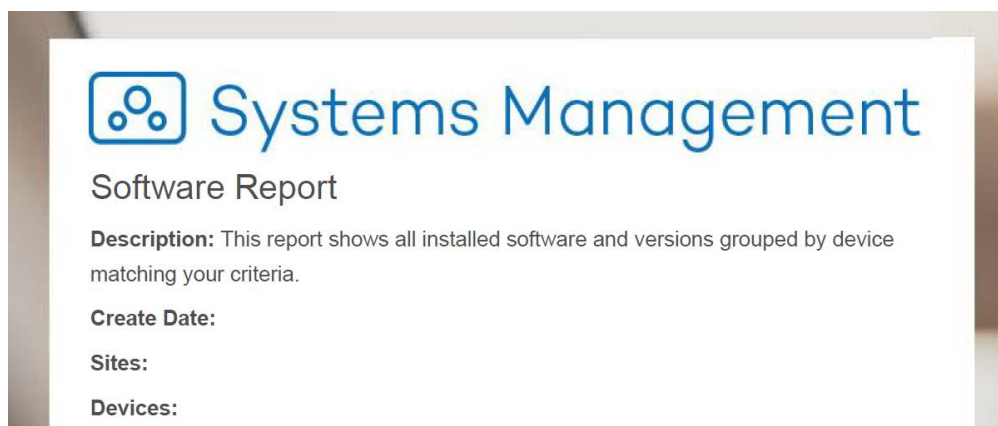 Systems Management
Software Report
Description: This report shows all installed software and versions grouped by device
matching your criteria.
Create Date:
Sites:
Devices: